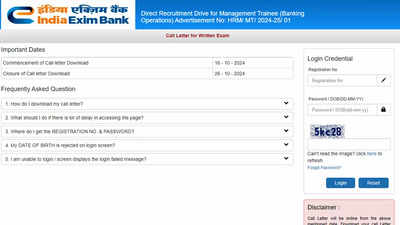 इंडिया एक्ज़िम बैंक
India Exim Bank
Direct Recruitment Drive for Management Trainee (Banking
Operations) Advertisement No: HRM/ MT/ 2024-25/ 01
Call Letter for Written Exam
Important Dates
Commencement of Call letter Download 16 - 10 - 2024
Closure of Call letter Download 26 - 10 - 2024
Frequently Asked Question
1. How do I download my call letter?
2. What should I do if there is lot of delay in accessing the page?
3. Where do I get the REGISTRATION NO. & PASSWORD?
4. My DATE OF BIRTH is rejected on login screen?
5. I am unable to login / screen displays the login failed message?
Login Credential
Registration No
Registration No
Password / DOB(DD-MM-YY)
Password / DOB(dd-mm-yy)
5kc28
Can't read the image? click here to
refresh
Forgot Password?
Login Reset
Disclaimer :
Call Letter will be online from the above
mentioned date. Download your call Letter